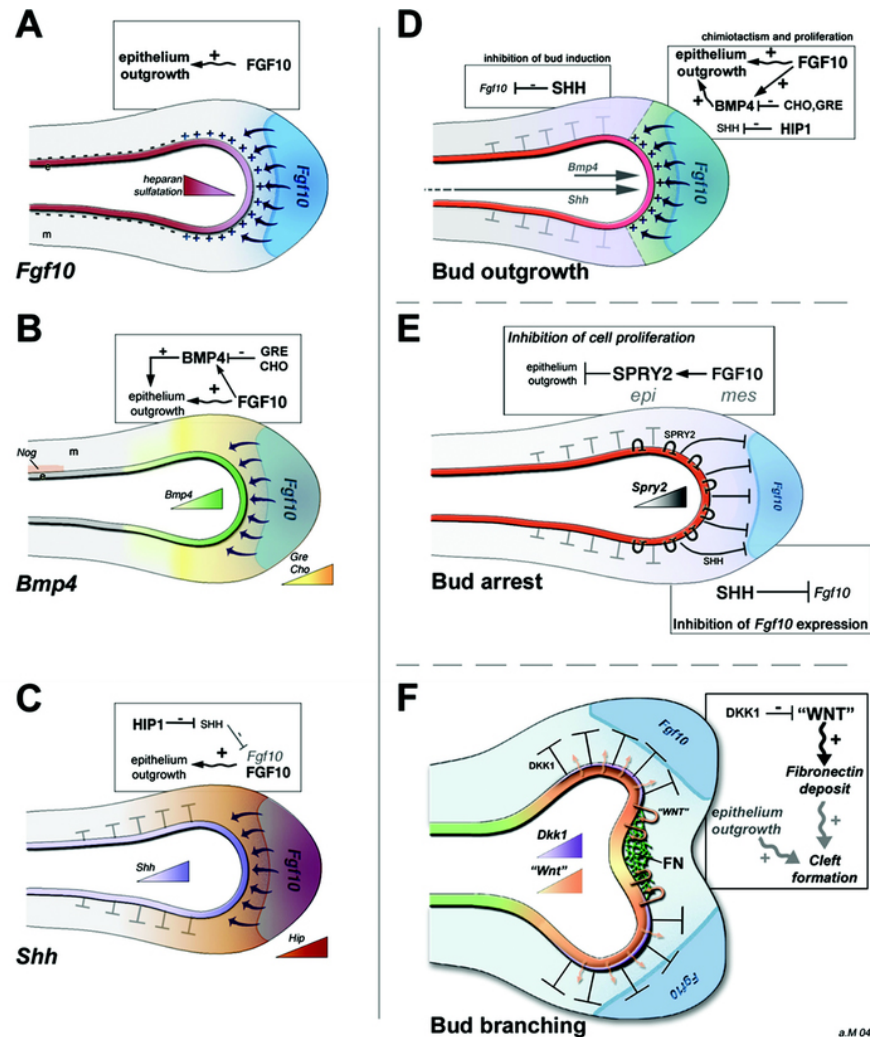 A
epithelium
outgrowth
+
FGF10
e
heparan
sulfatation
Fgf10
m
Fgf10
B
+
BMP4
-
GRE
CHO
epithelium
outgrowth
+
FGF10
Nog
m
e
Bmp4
Fgf10
Gre
Cho
Bmp4
C
HIP1
-
SHH
-
epithelium
outgrowth
+
Fgf10
FGF10
Shh
Fgf10
Hip
Shh
D
inhibition of bud induction
Fgf10
-
SHH
chimiotactism and proliferation
epithelium
outgrowth
+
FGF10
+
+
BMP4
-
CHO,GRE
SHH
-
HIP1
Bmp4
Shh
Fgf10
Bud outgrowth
E
Inhibition of cell proliferation
epithelium
outgrowth
SPRY2
FGF10
epi
mes
SPRY2
Spry2
Fgf10
SHH
Bud arrest
SHH
Fgf10
Inhibition of Fgf10 expression
F
Fgf10
DKK1
"WNT"
Dkk1
"Wnt"
FN
Fgf10
DKK1
-
"WNT"
+
Fibronectin
deposit
epithelium
outgrowth
+
+
Cleft
formation
Bud branching
a.M 04